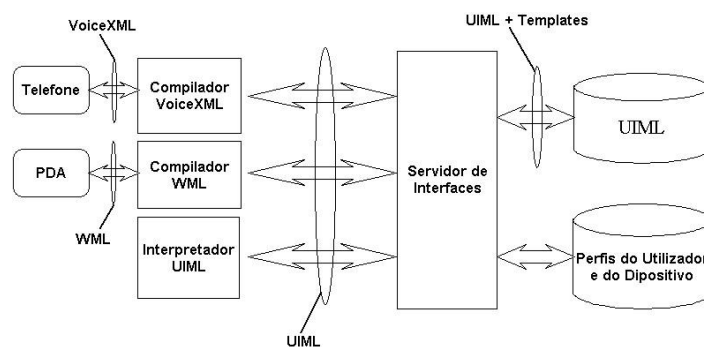 VoiceXML
UIML + Templates
Telefone
Compilador
VoiceXML
UIML
PDA
Compilador
WML
Servidor de
Interfaces
WML
Interpretador
UIML
Perfis do Utilizador
e do Dipositivo
UIML